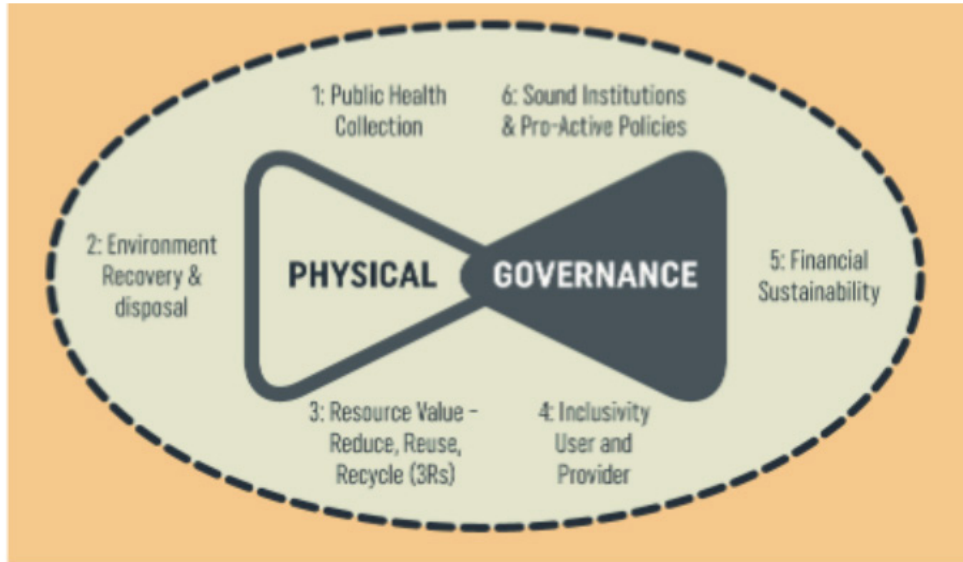 1: Public Health
Collection
6: Sound Institutions
& Pro-Active Policies
2: Environment
Recovery &
disposal
PHYSICAL
GOVERNANCE
5: Financial
Sustainability
3: Resource Value –
Reduce, Reuse,
Recycle (3Rs)
4: Inclusivity
User and
Provider